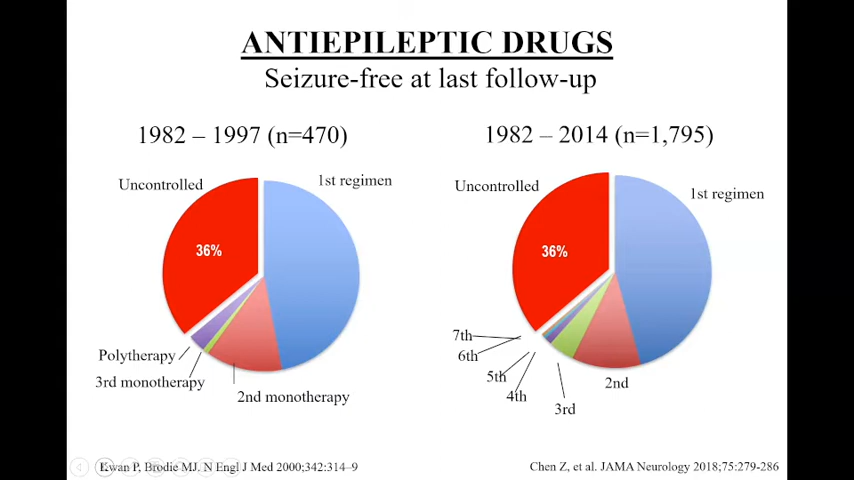 ANTIEPILEPTIC DRUGS
Seizure-free at last follow-up
1982 – 1997 (n=470)
Uncontrolled
1st regimen
36%
Polytherapy
3rd monotherapy
2nd monotherapy
1982 – 2014 (n=1,795)
Uncontrolled
1st regimen
36%
7th
6th
5th
4th
3rd
2nd
Kwan P, Brodie MJ. N Engl J Med 2000;342:314–9
Chen Z, et al. JAMA Neurology 2018;75:279-286